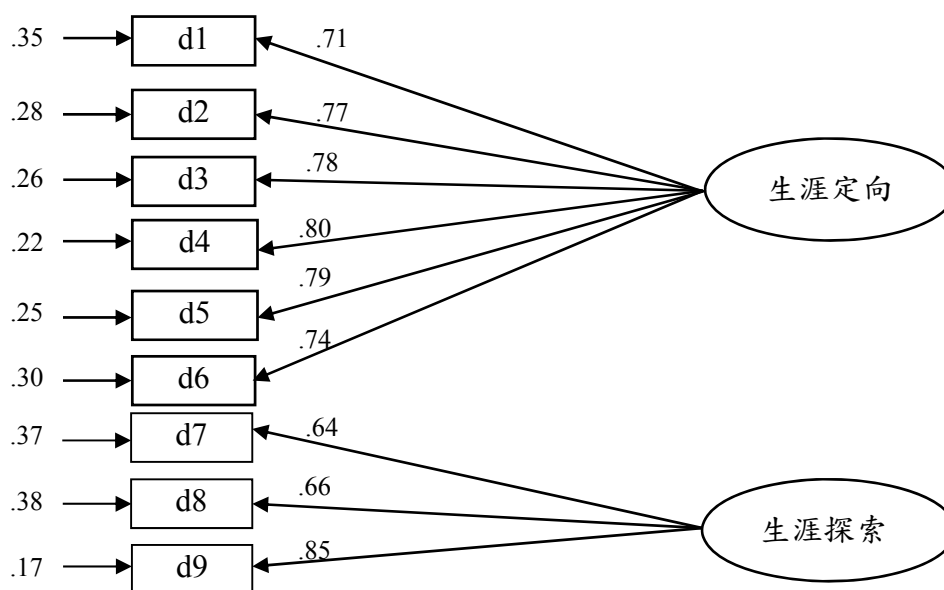 .35 d1 .71
.28 d2 .77
.26 d3 .78
生涯定向
.22 d4 .80
.25 d5 .79
.30 d6 .74
.37 d7 .64
.38 d8 .66
生涯探索
.17 d9 .85